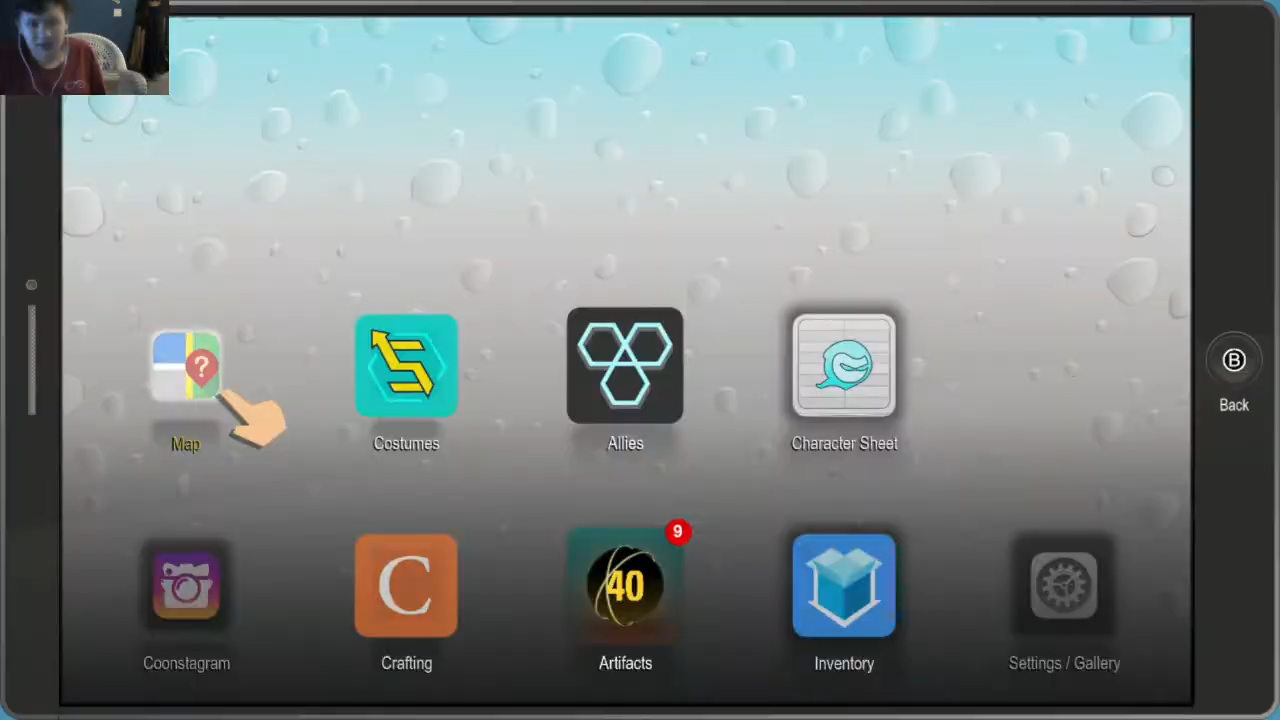 ?
S
B
Back
Map
Costumes
Allies
Character Sheet
9
C
40
Coonstagram
Crafting
Artifacts
Inventory
Settings / Gallery